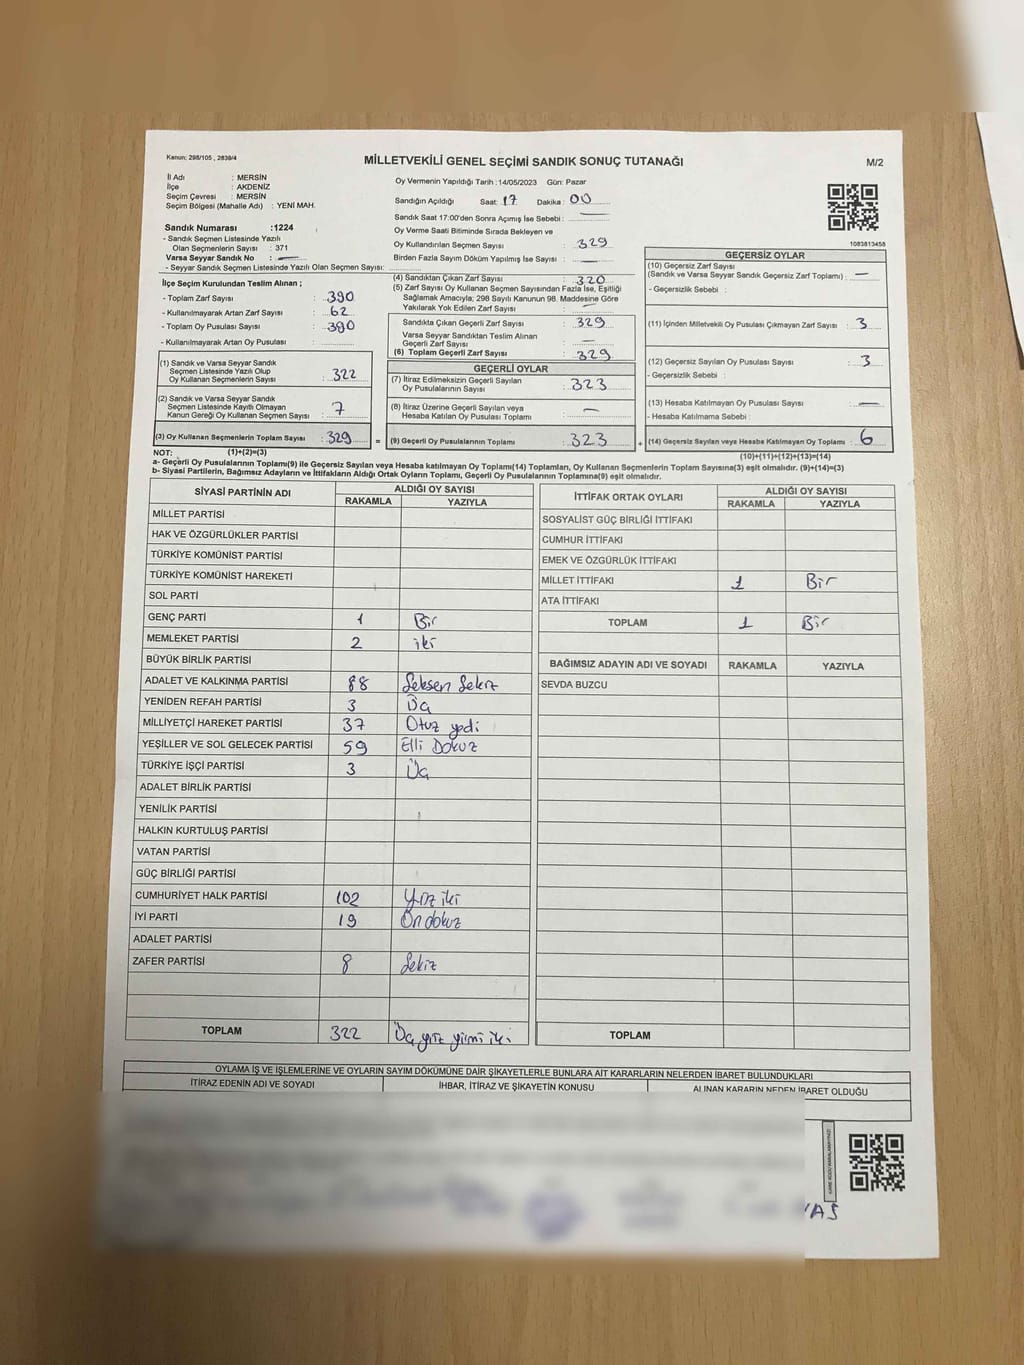 Kanun: 298/105 , 2839/4
MİLLETVEKİLİ GENEL SEÇİMİ SANDIK SONUÇ TUTANAĞI
M/2
İl Adı : MERSİN
İlçe : AKDENİZ
Seçim Çevresi : MERSİN
Seçim Bölgesi (Mahalle Adı) : YENİ MAH.
Sandık Numarası :1224
- Sandık Seçmen Listesinde Yazılı
Olan Seçmenlerin Sayısı : 371
Varsa Seyyar Sandık No : —
- Seyyar Sandık Seçmen Listesinde Yazılı Olan Seçmen Sayısı:
Oy Vermenin Yapıldığı Tarih :14/05/2023 Gün: Pazar
Sandığın Açıldığı Saat: 17 Dakika: 00
Sandık Saat 17:00'den Sonra Açımış İse Sebebi : —
Oy Verme Saati Bitiminde Sırada Bekleyen ve
Oy Kullandırılan Seçmen Sayısı : 329
Birden Fazla Sayım Döküm Yapılmış İse Sayısı : —
1083813458
İlçe Seçim Kurulundan Teslim Alınan ;
- Toplam Zarf Sayısı : 390
- Kullanılmayarak Artan Zarf Sayısı : 62
- Toplam Oy Pusulası Sayısı : 390
- Kullanılmayarak Artan Oy Pusulası :
(1) Sandık ve Varsa Seyyar Sandık
Seçmen Listesinde Yazılı Olup
Oy Kullanan Seçmenlerin Sayısı : 322
(2) Sandık ve Varsa Seyyar Sandık
Seçmen Listesinde Kayıtlı Olmayan
Kanun Gereği Oy Kullanan Seçmen Sayısı : 7
(3) Oy Kullanan Seçmenlerin Toplam Sayısı : 329 =
(4) Sandıktan Çıkan Zarf Sayısı : 320
(5) Zarf Sayısı Oy Kullanan Seçmen Sayısından Fazla İse, Eşitliği
Sağlamak Amacıyla; 298 Sayılı Kanunun 98. Maddesine Göre
Yakılarak Yok Edilen Zarf Sayısı : —
Sandıkta Çıkan Geçerli Zarf Sayısı : 329
Varsa Seyyar Sandıktan Teslim Alınan
Geçerli Zarf Sayısı : —
(6) Toplam Geçerli Zarf Sayısı : 329
GEÇERLİ OYLAR
(7) İtiraz Edilmeksizin Geçerli Sayılan
Oy Pusulalarının Sayısı : 323
(8) İtiraz Üzerine Geçerli Sayılan veya
Hesaba Katılan Oy Pusulası Toplamı : —
(9) Geçerli Oy Pusulalarının Toplamı : 323 +
GEÇERSİZ OYLAR
(10) Geçersiz Zarf Sayısı
(Sandık ve Varsa Seyyar Sandık Geçersiz Zarf Toplamı) : —
- Geçersizlik Sebebi :
(11) İçinden Milletvekili Oy Pusulası Çıkmayan Zarf Sayısı : 3
(12) Geçersiz Sayılan Oy Pusulası Sayısı : 3
- Geçersizlik Sebebi :
(13) Hesaba Katılmayan Oy Pusulası Sayısı : —
- Hesaba Katılmama Sebebi :
(14) Geçersiz Sayılan veya Hesaba Katılmayan Oy Toplamı : 6
NOT: (1)+(2)=(3)
(10)+(11)+(12)+(13)=(14)
a- Geçerli Oy Pusulalarının Toplamı(9) ile Geçersiz Sayılan veya Hesaba katılmayan Oy Toplamı(14) Toplamları, Oy Kullanan Seçmenlerin Toplam Sayısına(3) eşit olmalıdır. (9)+(14)=(3)
b- Siyasi Partilerin, Bağımsız Adayların ve İttifakların Aldığı Oyların Toplamı, Geçerli Oy Pusulalarının Toplamına(9) eşit olmalıdır.
SİYASİ PARTİNİN ADI
ALDIĞI OY SAYISI
RAKAMLA YAZIYLA
MİLLET PARTİSİ
HAK VE ÖZGÜRLÜKLER PARTİSİ
TÜRKİYE KOMÜNİST PARTİSİ
TÜRKİYE KOMÜNİST HAREKETİ
SOL PARTİ
GENÇ PARTİ 1 Bir
MEMLEKET PARTİSİ 2 iki
BÜYÜK BİRLİK PARTİSİ
ADALET VE KALKINMA PARTİSİ 88 Seksen Sekiz
YENİDEN REFAH PARTİSİ 3 Üç
MİLLİYETÇİ HAREKET PARTİSİ 37 Otuz yedi
YEŞİLLER VE SOL GELECEK PARTİSİ 59 Elli Dokuz
TÜRKİYE İŞÇİ PARTİSİ 3 Üç
ADALET BİRLİK PARTİSİ
YENİLİK PARTİSİ
HALKIN KURTULUŞ PARTİSİ
VATAN PARTİSİ
GÜÇ BİRLİĞİ PARTİSİ
CUMHURİYET HALK PARTİSİ 102 Yüz iki
İYİ PARTİ 19 On dokuz
ADALET PARTİSİ
ZAFER PARTİSİ 8 Sekiz
TOPLAM 322 Üç yüz yirmi iki
İTTİFAK ORTAK OYLARI
ALDIĞI OY SAYISI
RAKAMLA YAZIYLA
SOSYALİST GÜÇ BİRLİĞİ İTTİFAKI
CUMHUR İTTİFAKI
EMEK VE ÖZGÜRLÜK İTTİFAKI
MİLLET İTTİFAKI 1 Bir
ATA İTTİFAKI
TOPLAM 1 Bir
BAĞIMSIZ ADAYIN ADI VE SOYADI RAKAMLA YAZIYLA
SEVDA BUZCU
TOPLAM
OYLAMA İŞ VE İŞLEMLERİNE VE OYLARIN SAYIM DÖKÜMÜNE DAİR ŞİKAYETLERLE BUNLARA AİT KARARLARIN NELERDEN İBARET BULUNDUKLARI
İTİRAZ EDENİN ADI VE SOYADI İHBAR, İTİRAZ VE ŞİKAYETİN KONUSU ALINAN KARARIN NEDEN İBARET OLDUĞU